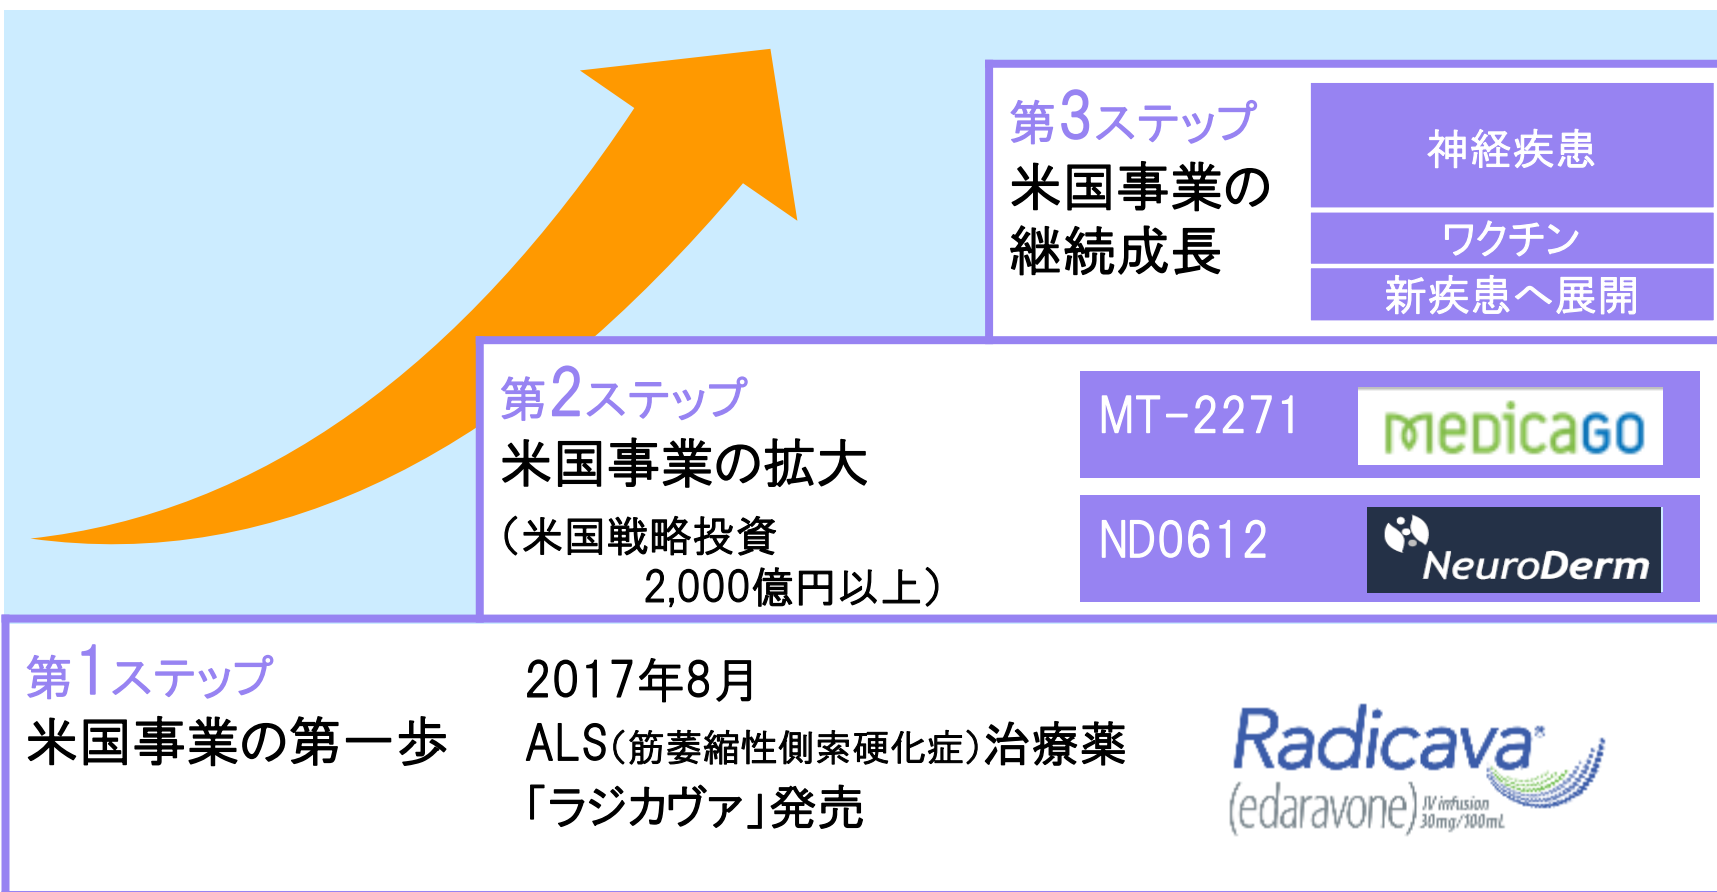 第3ステップ
米国事業の
継続成長
神経疾患
ワクチン
新疾患へ展開
第2ステップ
米国事業の拡大
(米国戦略投資
2,000億円以上)
MT-2271
medicago
ND0612
NeuroDerm
第1ステップ
米国事業の第一歩
2017年8月
ALS(筋萎縮性側索硬化症)治療薬
「ラジカヴァ」発売
Radicava®
(edaravone) IV infusion
30mg/100mL